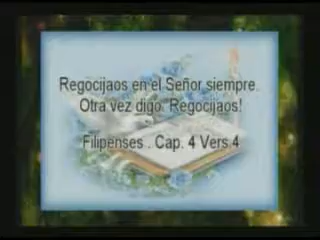 Regocijaos en el Señor siempre.
Otra vez digo: Regocijaos!
Filipenses . Cap. 4 Vers.4